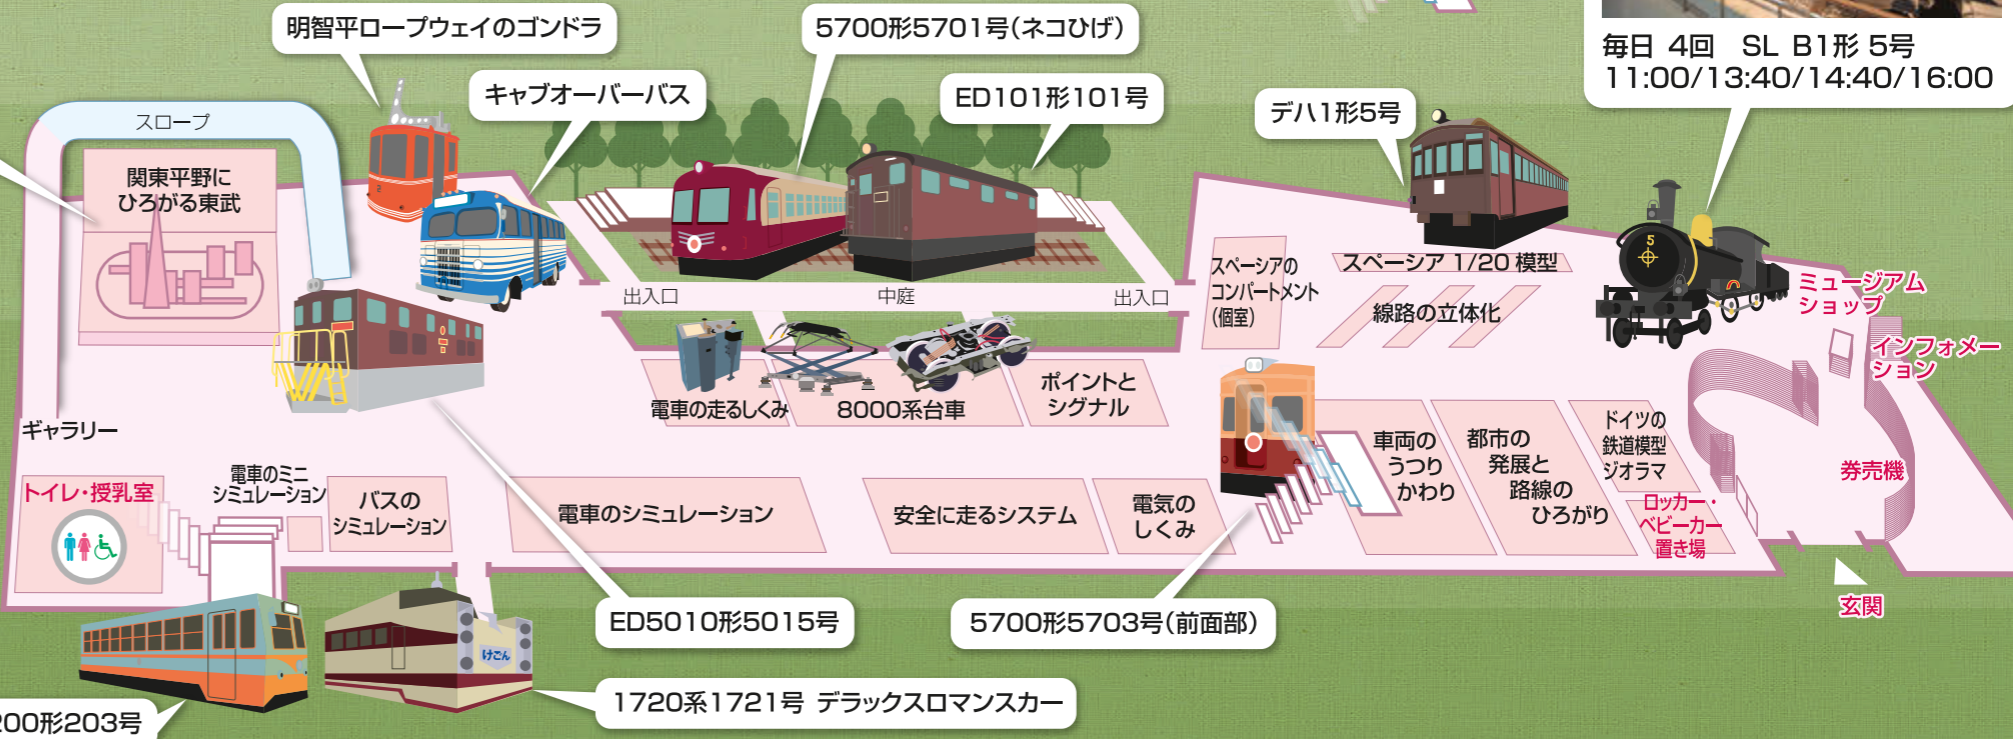 明智平ロープウェイのゴンドラ
5700形5701号(ネコひげ)
毎日 4回 SL B1形 5号
11:00/13:40/14:40/16:00
キャブオーバーバス
ED101形101号
デハ1形5号
スロープ
関東平野に
ひろがる東武
2
5
出入口
中庭
出入口
スペーシアの
コンパートメント
(個室)
スペーシア 1/20 模型
線路の立体化
ミュージアム
ショップ
インフォメー
ション
電車の走るしくみ
8000系台車
ポイントと
シグナル
ギャラリー
車両の
うつり
かわり
都市の
発展と
路線の
ひろがり
ドイツの
鉄道模型
ジオラマ
券売機
トイレ・授乳室
電車のミニ
シミュレーション
バスの
シミュレーション
電車のシミュレーション
安全に走るシステム
電気の
しくみ
ロッカー・
ベビーカー
置き場
玄関
ED5010形5015号
5700形5703号(前面部)
けごん
1720系1721号 デラックスロマンスカー
200形203号